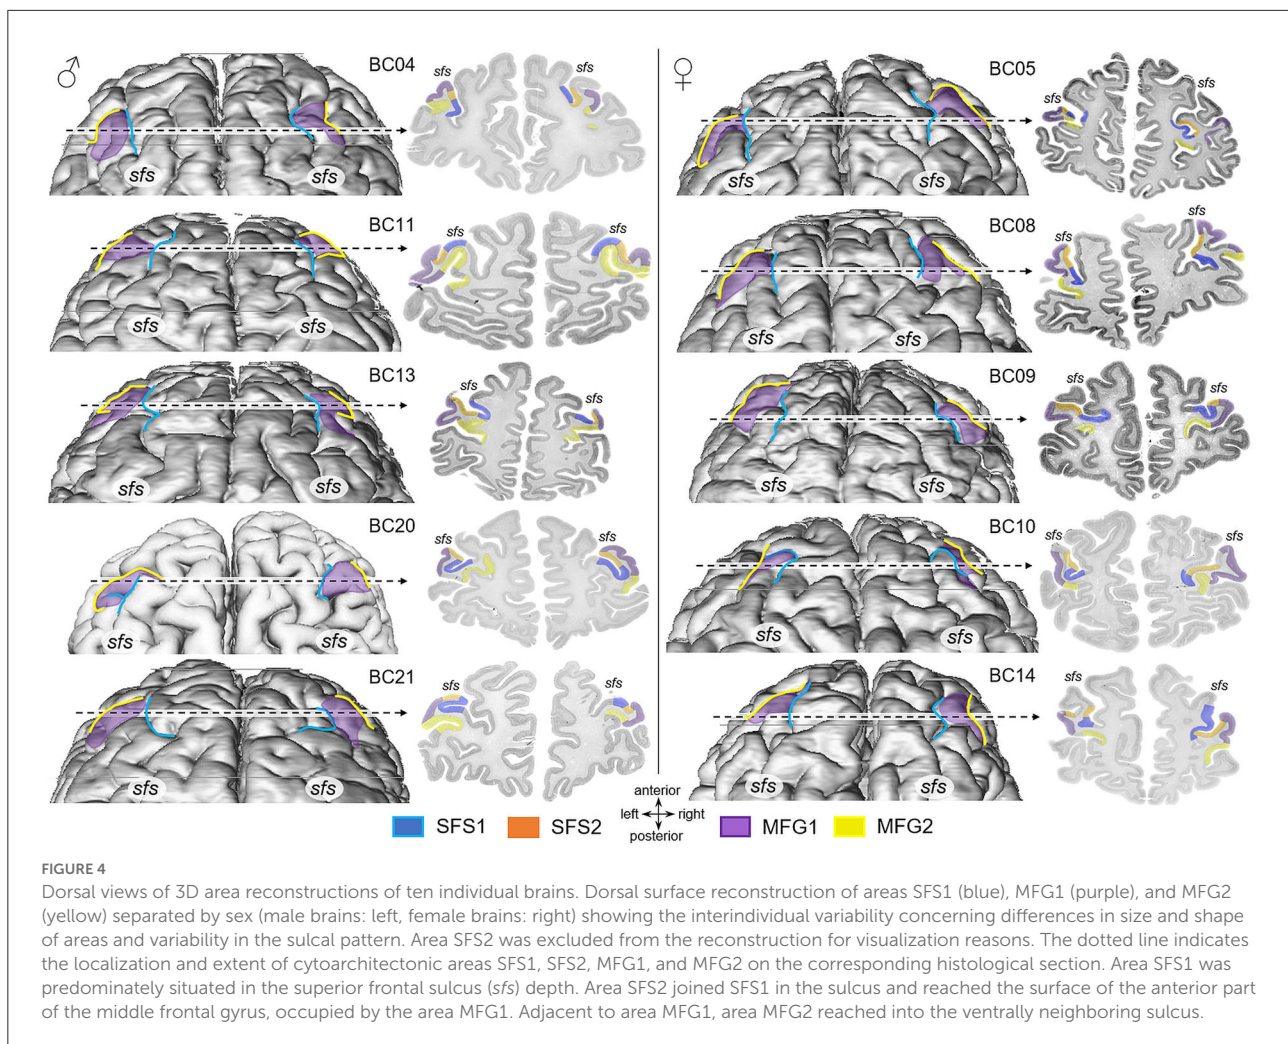 ♂
BC04
sfs
sfs
sfs
sfs
BC11
sfs
sfs
sfs
sfs
BC13
sfs
sfs
sfs
sfs
BC20
sfs
sfs
sfs
sfs
BC21
sfs
sfs
sfs
sfs
♀
BC05
sfs
sfs
sfs
sfs
BC08
sfs
sfs
sfs
sfs
BC09
sfs
sfs
sfs
sfs
BC10
sfs
sfs
sfs
sfs
BC14
sfs
sfs
sfs
sfs
anterior
left right
posterior
SFS1 SFS2 MFG1 MFG2
FIGURE 4
Dorsal views of 3D area reconstructions of ten individual brains. Dorsal surface reconstruction of areas SFS1 (blue), MFG1 (purple), and MFG2
(yellow) separated by sex (male brains: left, female brains: right) showing the interindividual variability concerning differences in size and shape
of areas and variability in the sulcal pattern. Area SFS2 was excluded from the reconstruction for visualization reasons. The dotted line indicates
the localization and extent of cytoarchitectonic areas SFS1, SFS2, MFG1, and MFG2 on the corresponding histological section. Area SFS1 was
predominately situated in the superior frontal sulcus (sfs) depth. Area SFS2 joined SFS1 in the sulcus and reached the surface of the anterior part
of the middle frontal gyrus, occupied by the area MFG1. Adjacent to area MFG1, area MFG2 reached into the ventrally neighboring sulcus.